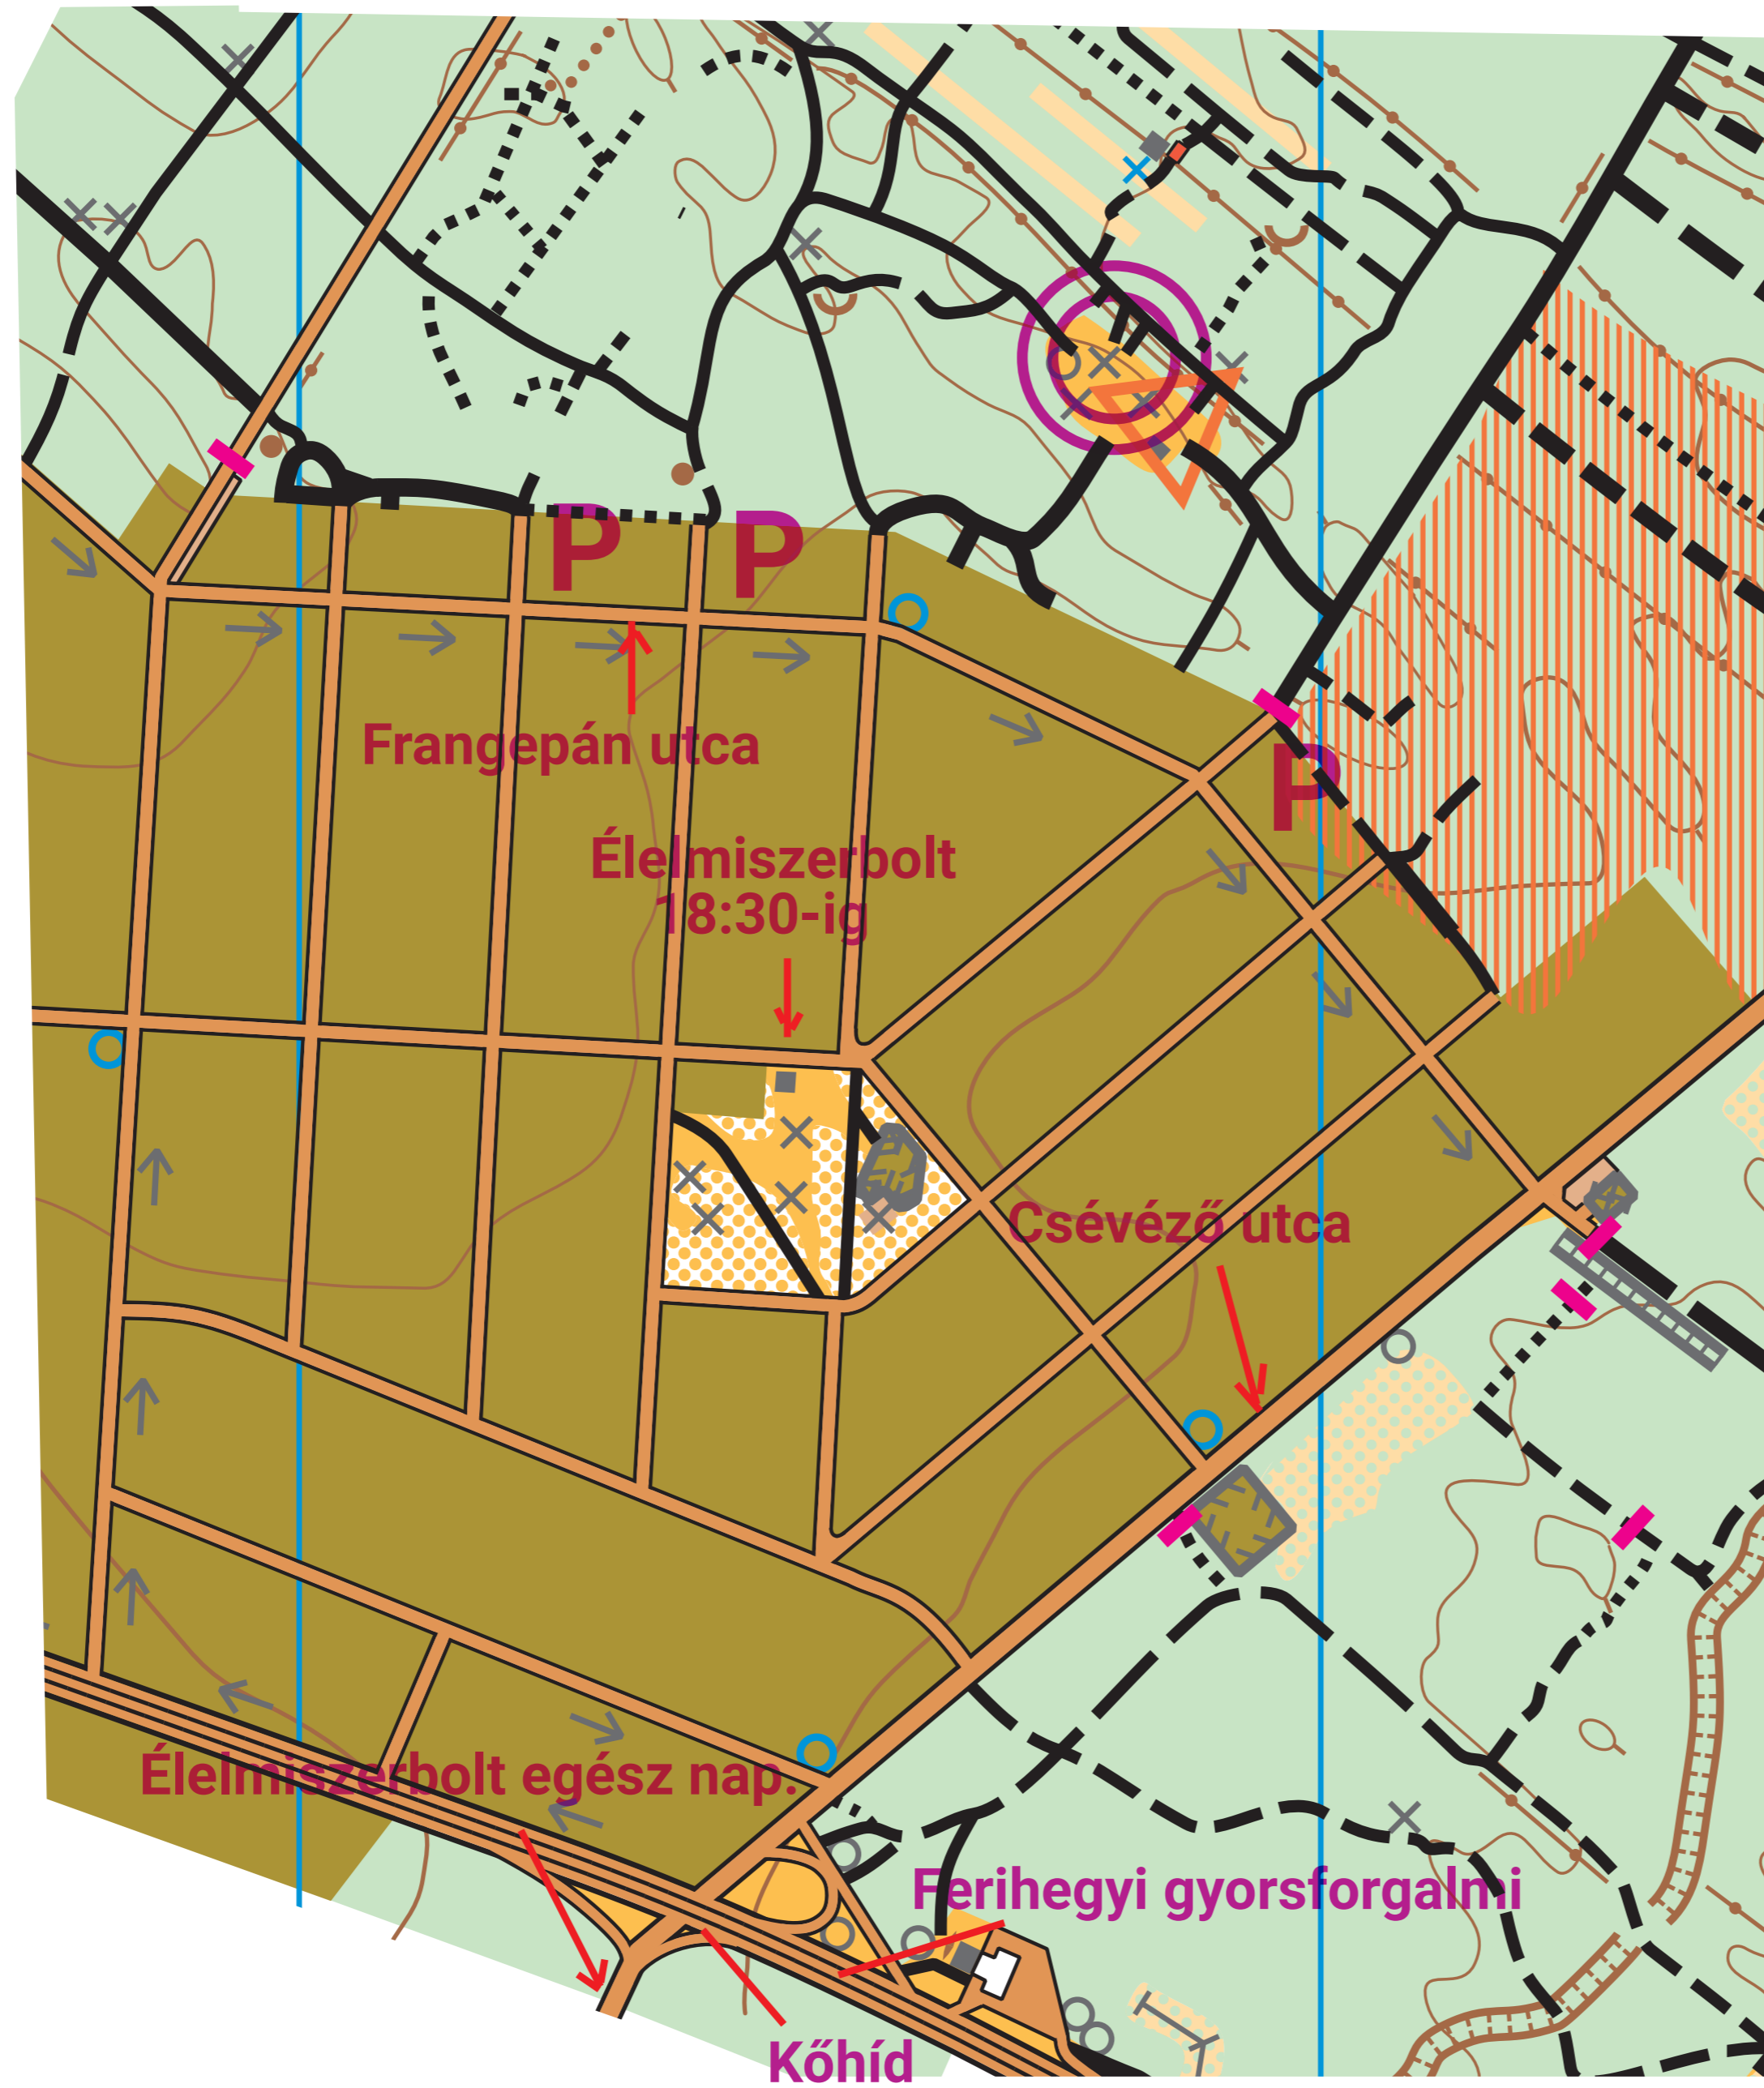 P P
P
Frangepán utca
Élelmiszerbolt
18:30-ig
Csévéző utca
Élelmiszerbolt egész nap.
Ferihegyi gyorsforgalmi
Kőhíd